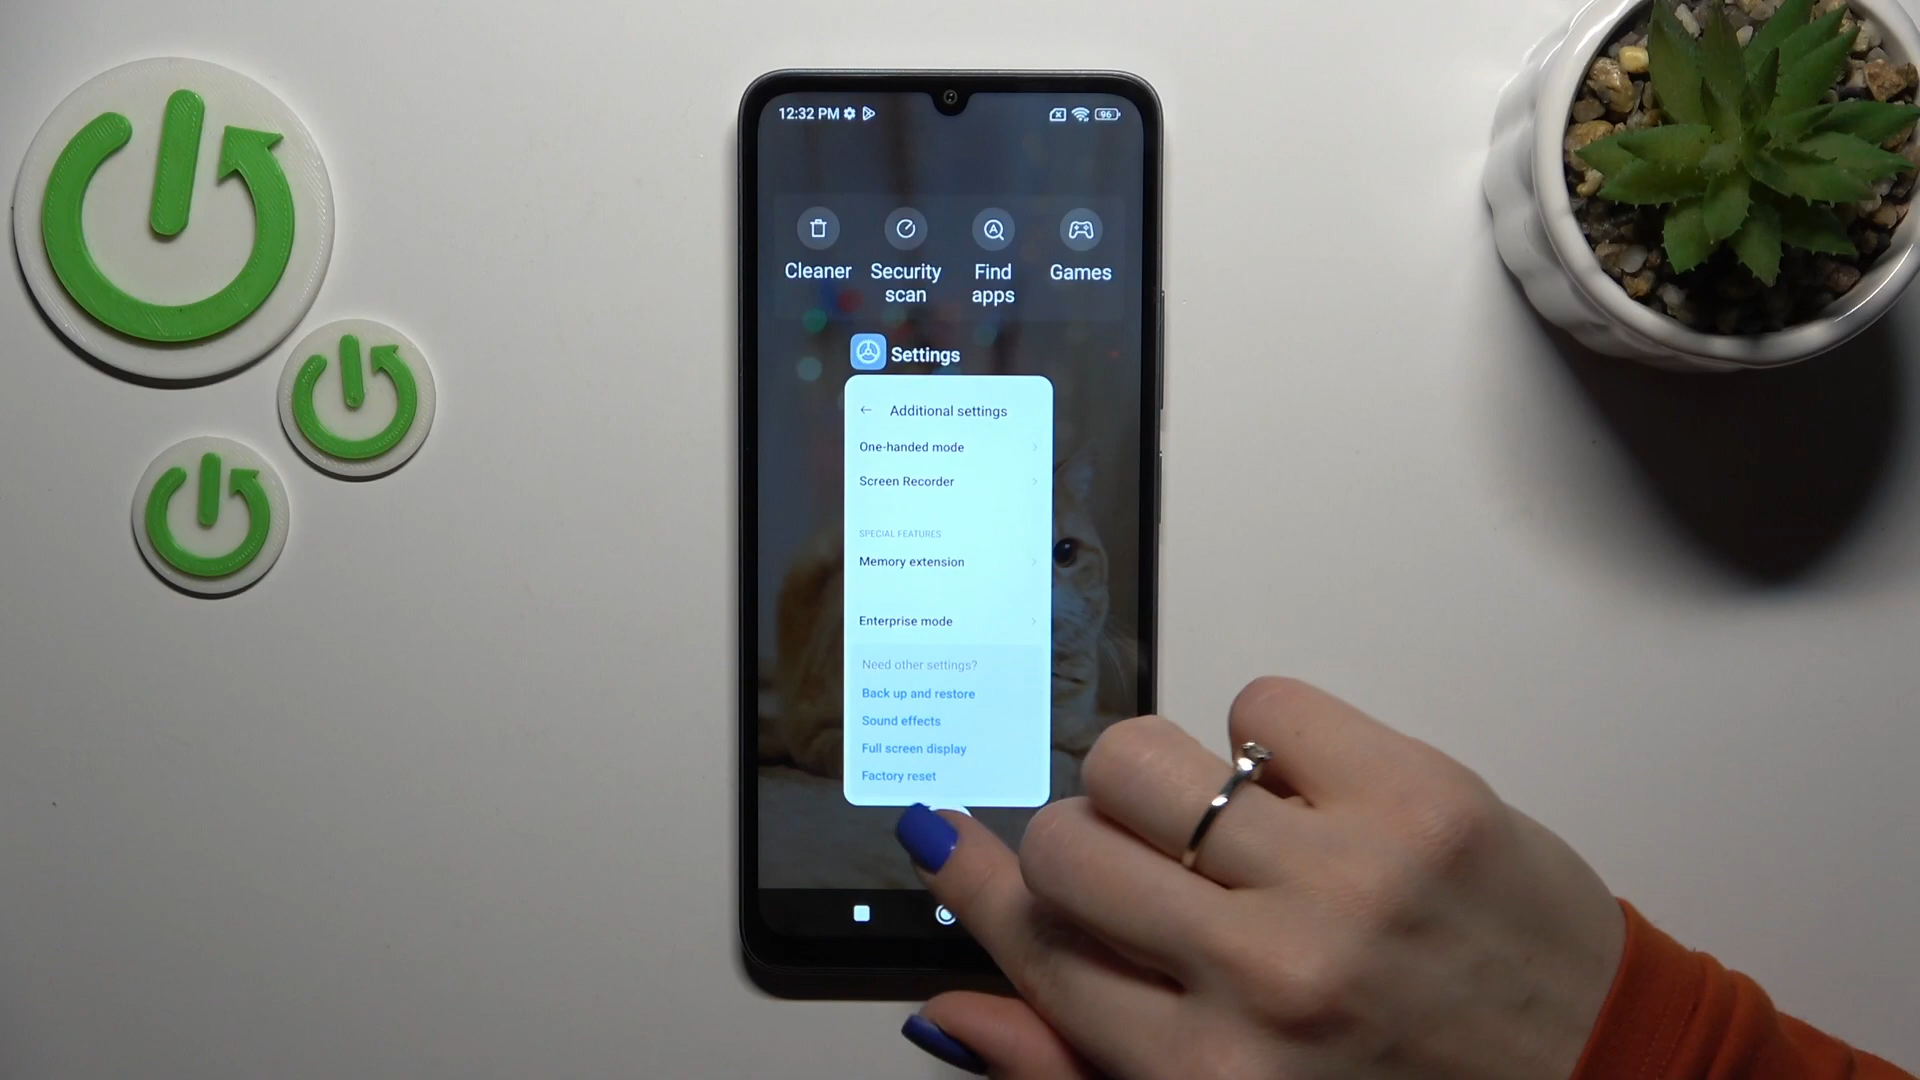 12:32 PM
96
Cleaner
Security scan
Find apps
Games
Settings
Additional settings
One-handed mode
Screen Recorder
SPECIAL FEATURES
Memory extension
Enterprise mode
Need other settings?
Back up and restore
Sound effects
Full screen display
Factory reset